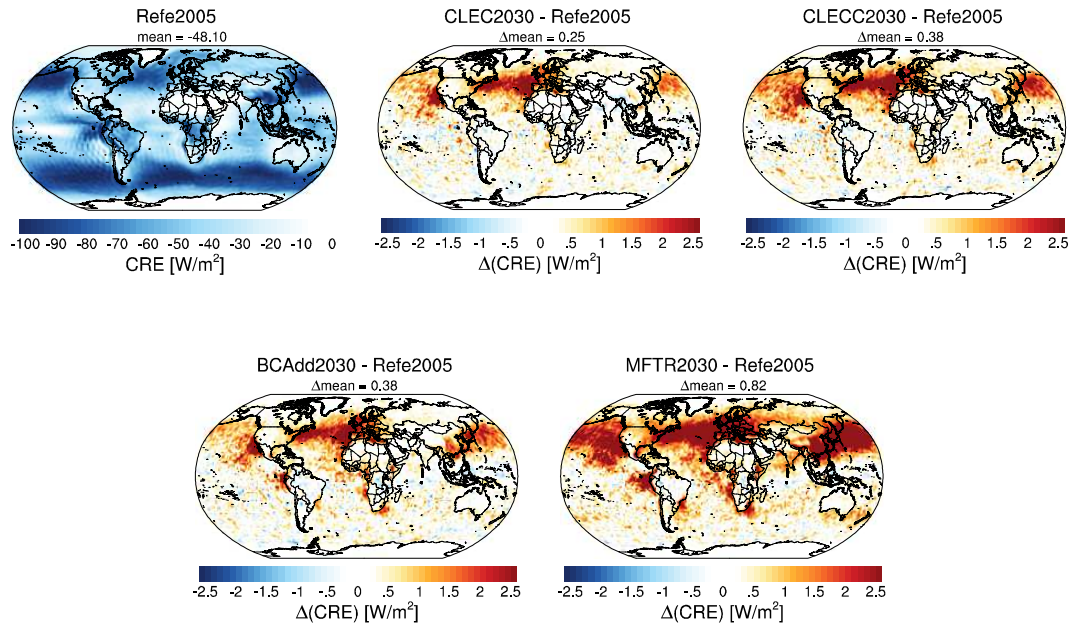 Refe2005
mean = -48.10
-100 -90 -80 -70 -60 -50 -40 -30 -20 -10 0
CRE [W/m²]
CLEC2030 - Refe2005
Δmean = 0.25
-2.5 -2 -1.5 -1 -.5 0 .5 1 1.5 2 2.5
Δ(CRE) [W/m²]
CLECC2030 - Refe2005
Δmean = 0.38
-2.5 -2 -1.5 -1 -.5 0 .5 1 1.5 2 2.5
Δ(CRE) [W/m²]
BCAdd2030 - Refe2005
Δmean = 0.38
-2.5 -2 -1.5 -1 -.5 0 .5 1 1.5 2 2.5
Δ(CRE) [W/m²]
MFTR2030 - Refe2005
Δmean = 0.82
-2.5 -2 -1.5 -1 -.5 0 .5 1 1.5 2 2.5
Δ(CRE) [W/m²]